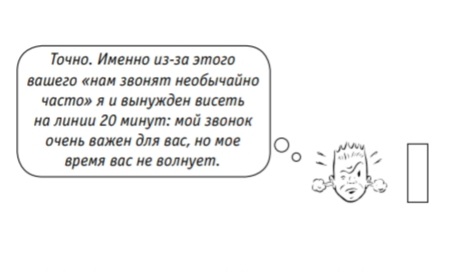 Точно. Именно из-за этого
вашего «нам звонят необычайно
часто» я и вынужден висеть
на линии 20 минут: мой звонок
очень важен для вас, но мое
время вас не волнует.